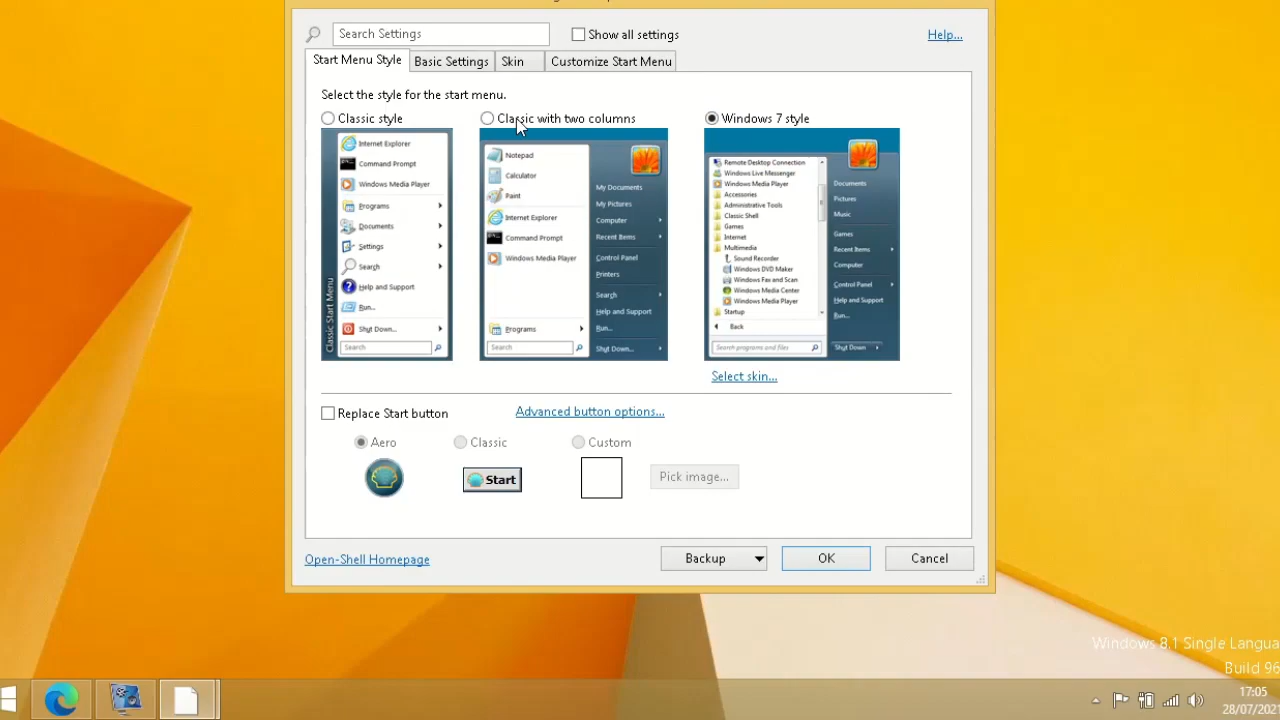 Search Settings
Show all settings
Help...
Start Menu Style
Basic Settings
Skin
Customize Start Menu
Select the style for the start menu.
Classic style
Classic with two columns
Windows 7 style
Internet Explorer
Command Prompt
Windows Media Player
Programs
Documents
Settings
Search
Help and Support
Run...
Shut Down...
Search
Classic Start Menu
Notepad
Calculator
Paint
Internet Explorer
Command Prompt
Windows Media Player
Programs
Search
My Documents
My Pictures
Computer
Recent Items
Control Panel
Printers
Search
Help and Support
Run...
Shut Down...
Remote Desktop Connection
Windows Live Messenger
Windows Media Player
Accessories
Administrative Tools
Classic Shell
Games
Internet
Multimedia
Sound Recorder
Windows DVD Maker
Windows Fax and Scan
Windows Media Center
Windows Media Player
Startup
Back
Search programs and files
Documents
Pictures
Music
Games
Recent Items
Computer
Control Panel
Help and Support
Run...
Shut Down
Select skin...
Replace Start button
Advanced button options...
Aero
Classic
Custom
Start
Pick image...
Open-Shell Homepage
Backup
OK
Cancel
Windows 8.1 Single Langua
Build 96
17:05
28/07/202